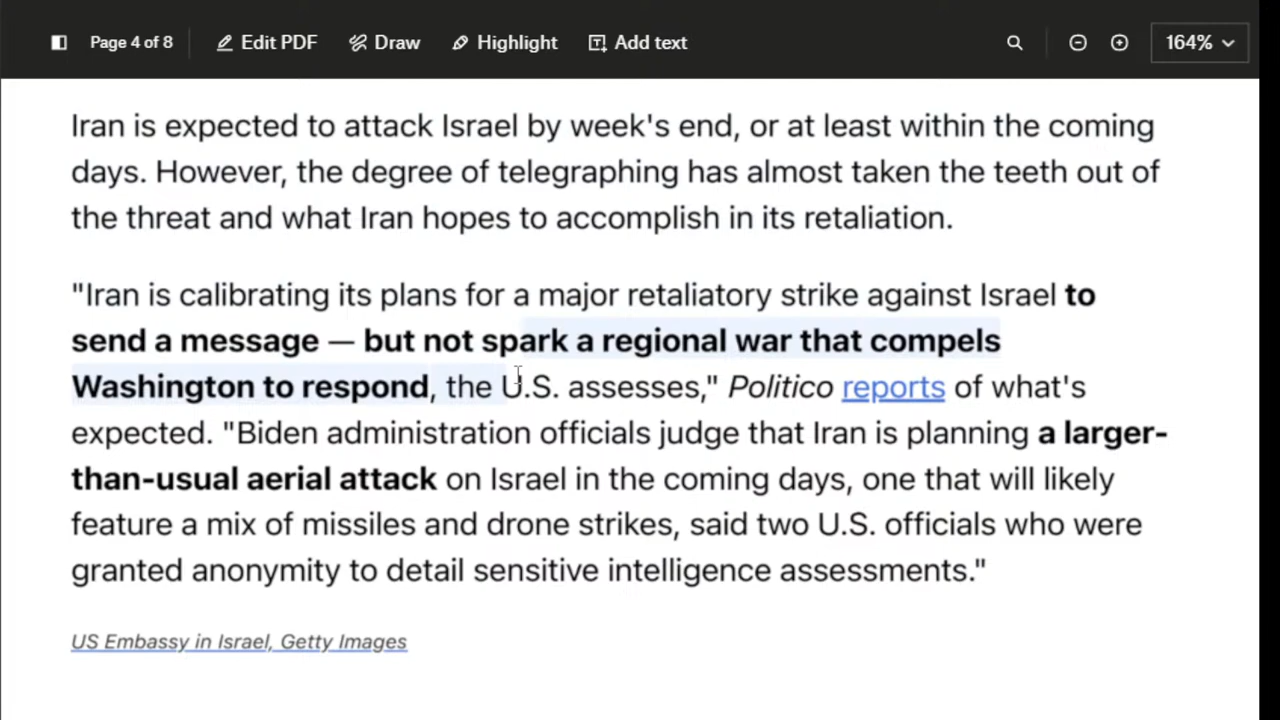 Page 4 of 8 Edit PDF Draw Highlight Add text 164%
Iran is expected to attack Israel by week's end, or at least within the coming
days. However, the degree of telegraphing has almost taken the teeth out of
the threat and what Iran hopes to accomplish in its retaliation.
"Iran is calibrating its plans for a major retaliatory strike against Israel to
send a message — but not spark a regional war that compels
Washington to respond, the U.S. assesses," Politico reports of what's
expected. "Biden administration officials judge that Iran is planning a larger-
than-usual aerial attack on Israel in the coming days, one that will likely
feature a mix of missiles and drone strikes, said two U.S. officials who were
granted anonymity to detail sensitive intelligence assessments."
US Embassy in Israel, Getty Images